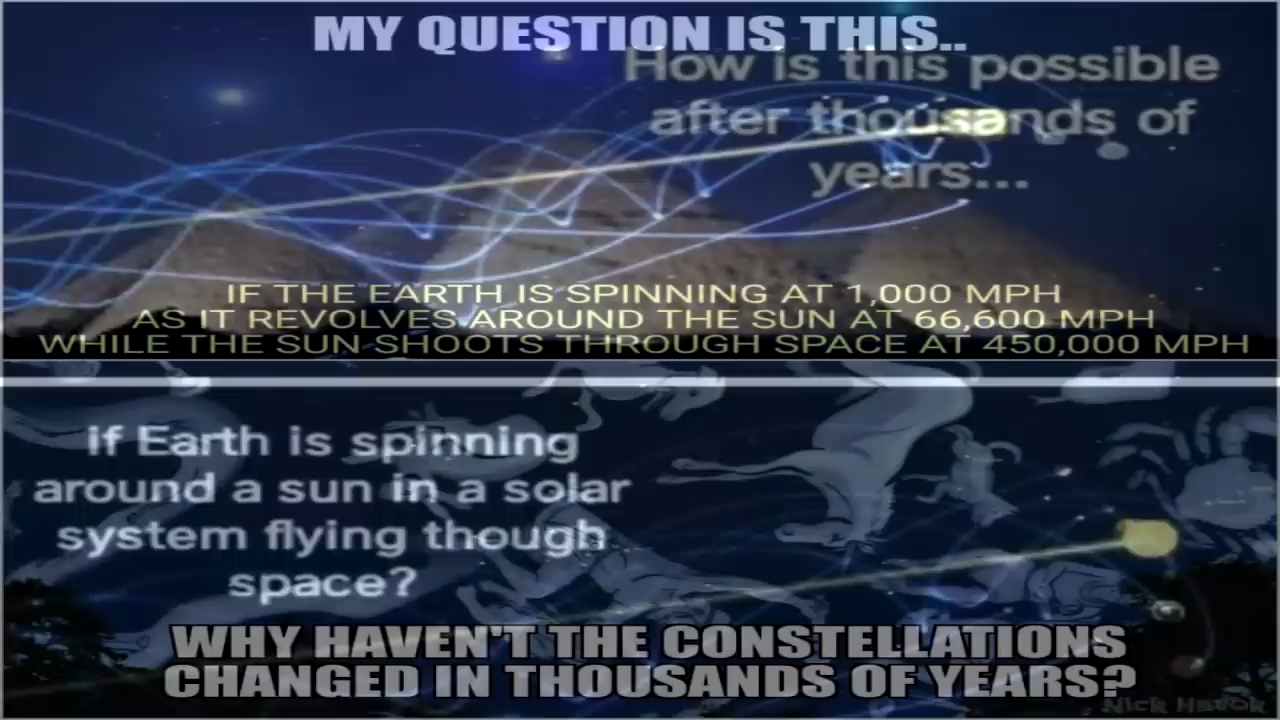 MY QUESTION IS THIS..
How is this possible
after thousands of
years...
IF THE EARTH IS SPINNING AT 1,000 MPH
AS IT REVOLVES AROUND THE SUN AT 66,600 MPH
WHILE THE SUN SHOOTS THROUGH SPACE AT 450,000 MPH
if Earth is spinning
around a sun in a solar
system flying though
space?
WHY HAVEN'T THE CONSTELLATIONS
CHANGED IN THOUSANDS OF YEARS?
Nick Havok